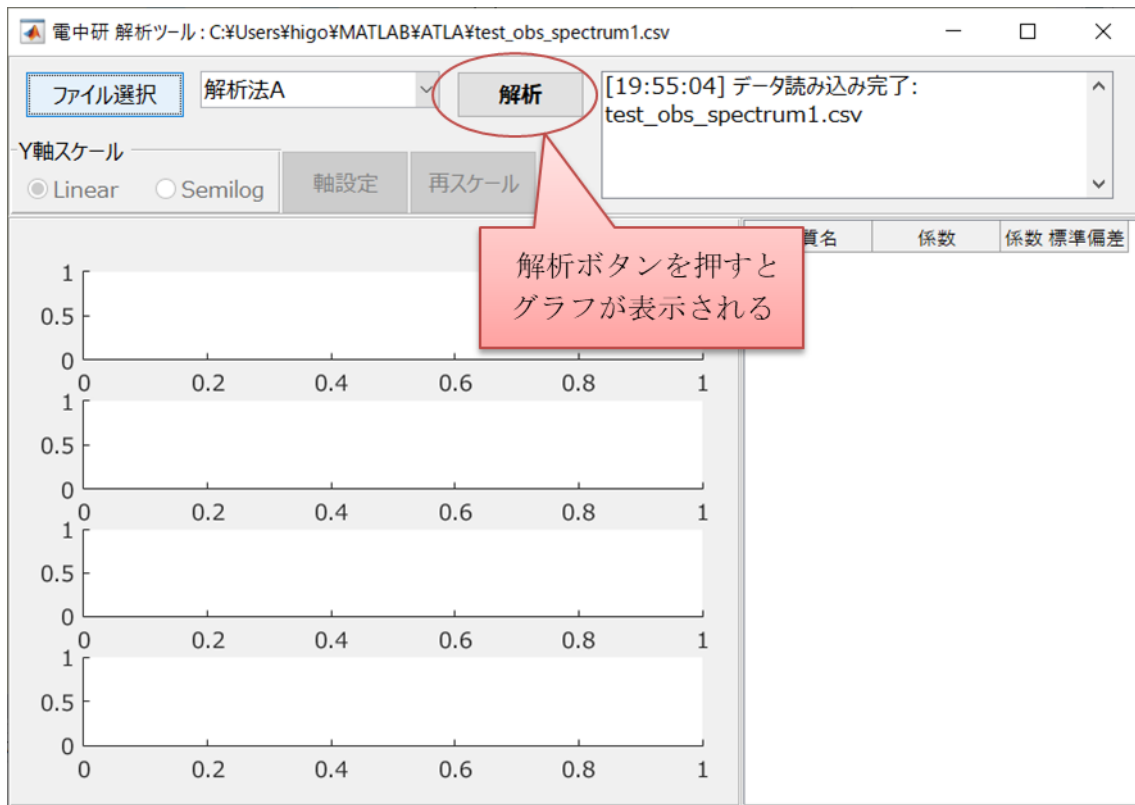 電中研 解析ツール : C:¥Users¥higo¥MATLAB¥ATLA¥test_obs_spectrum1.csv
ファイル選択
解析法A
解析
[19:55:04] データ読み込み完了:
test_obs_spectrum1.csv
Y軸スケール
Linear
Semilog
軸設定
再スケール
解析ボタンを押すと
グラフが表示される
質名
係数
係数 標準偏差
1
0.5
0
0 0.2 0.4 0.6 0.8 1
1
0.5
0
0 0.2 0.4 0.6 0.8 1
1
0.5
0
0 0.2 0.4 0.6 0.8 1
1
0.5
0
0 0.2 0.4 0.6 0.8 1